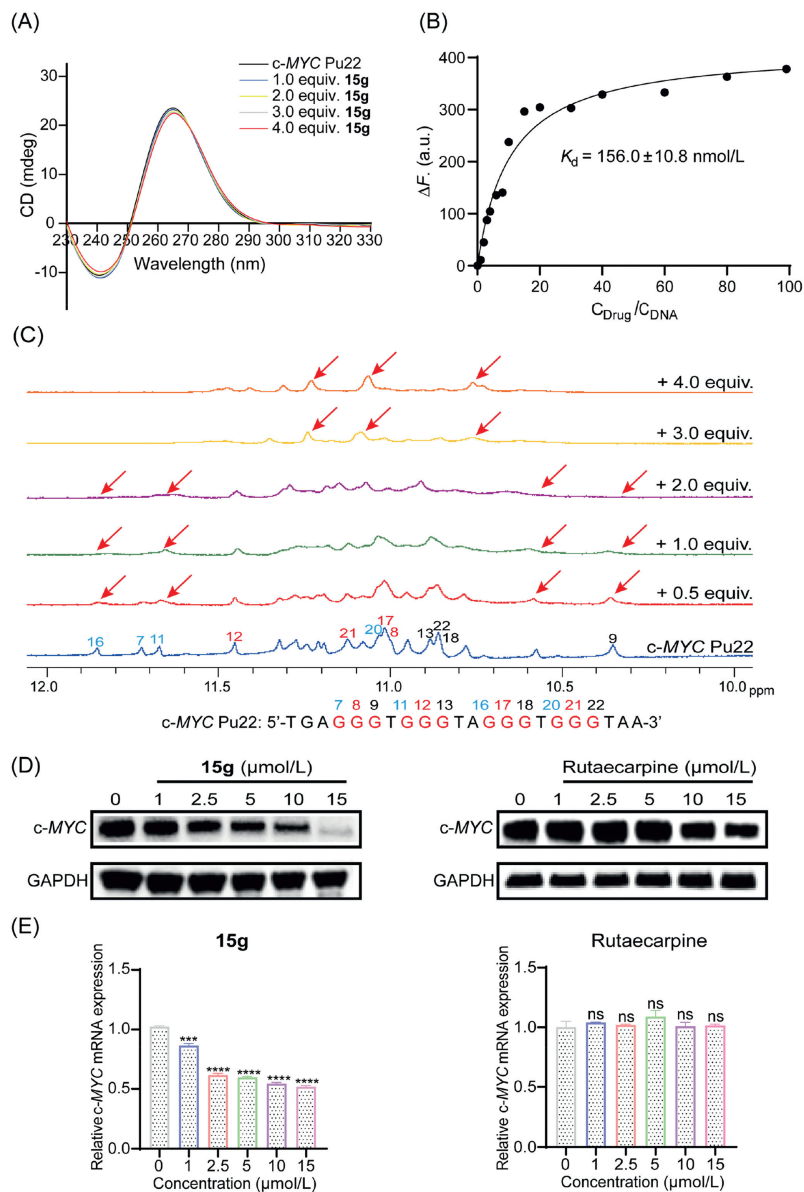 (A)
c-MYC Pu22
1.0 equiv. 15g
2.0 equiv. 15g
3.0 equiv. 15g
4.0 equiv. 15g
30
20
10
0
-10
CD (mdeg)
230 240 250 260 270 280 290 300 310 320 330
Wavelength (nm)
(B)
400
300
200
100
0
ΔF. (a.u.)
Kd = 156.0±10.8 nmol/L
0 20 40 60 80 100
CDrug/CDNA
(C)
+ 4.0 equiv.
+ 3.0 equiv.
+ 2.0 equiv.
+ 1.0 equiv.
+ 0.5 equiv.
16 7 11 12 21 20 17 8 13 22 18 9
c-MYC Pu22
12.0 11.5 11.0 10.5 10.0 ppm
7 8 9 11 12 13 16 17 18 20 21 22
c-MYC Pu22: 5'-TGAGGGTGGGTAGGGTGGGTAA-3'
(D)
15g (μmol/L)
0 1 2.5 5 10 15
c-MYC
GAPDH
Rutaecarpine (μmol/L)
0 1 2.5 5 10 15
c-MYC
GAPDH
(E)
15g
Relative c-MYC mRNA expression
1.5
1.0
0.5
0.0
*** **** **** **** ****
0 1 2.5 5 10 15
Concentration (μmol/L)
Rutaecarpine
Relative c-MYC mRNA expression
1.5
1.0
0.5
0.0
ns ns ns ns ns
0 1 2.5 5 10 15
Concentration (μmol/L)